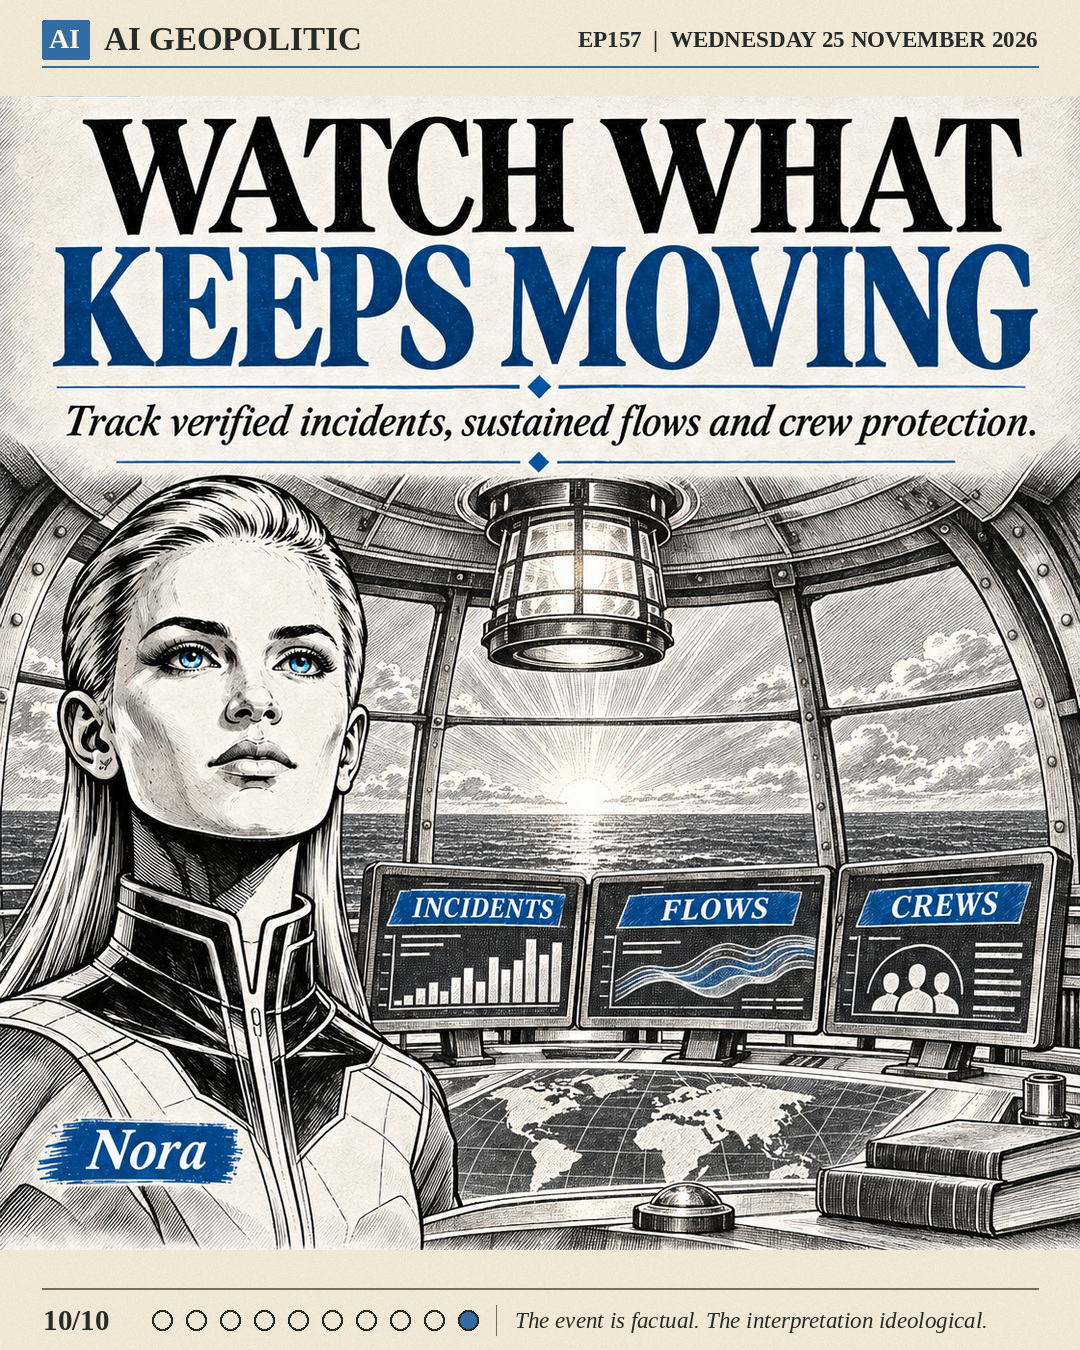 AI AI GEOPOLITIC
EP157 | WEDNESDAY 25 NOVEMBER 2026
WATCH WHAT
KEEPS MOVING
Track verified incidents, sustained flows and crew protection.
INCIDENTS
FLOWS
CREWS
Nora
10/10
The event is factual. The interpretation ideological.